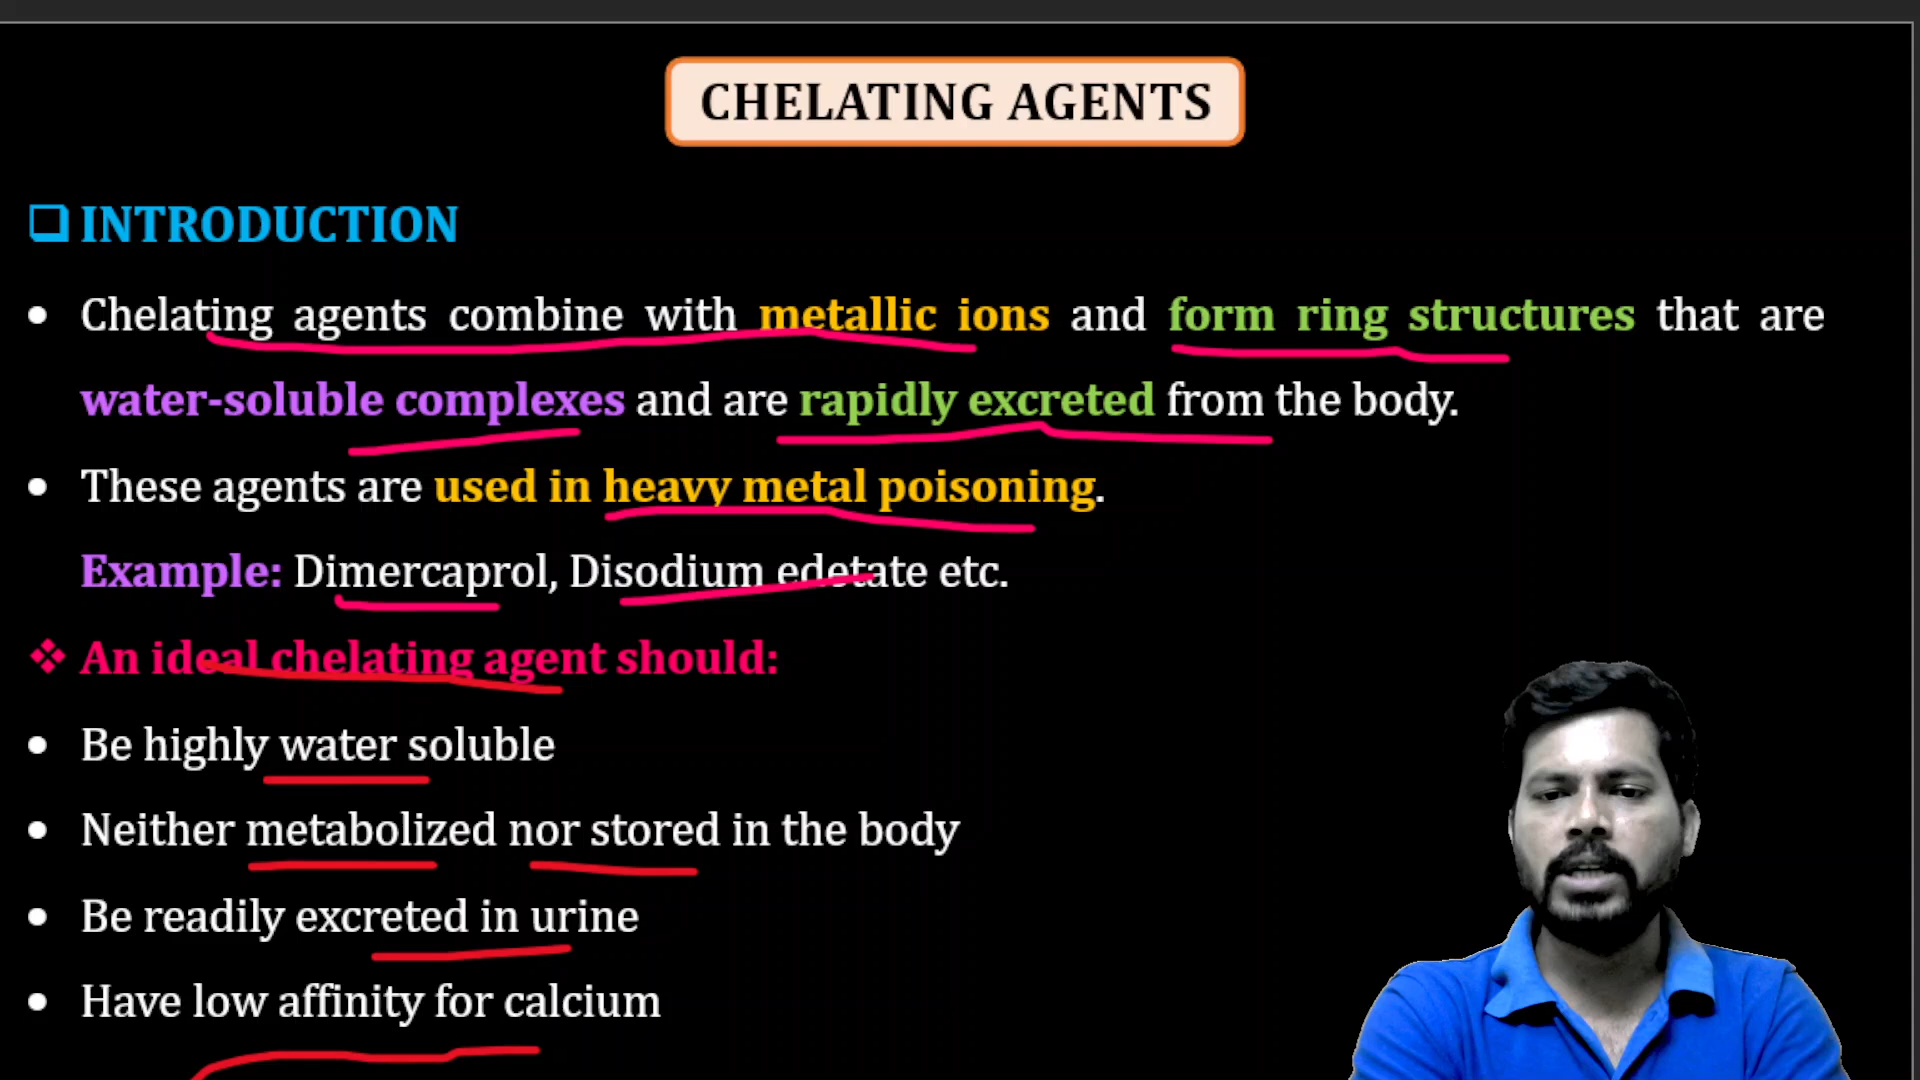 CHELATING AGENTS
INTRODUCTION
• Chelating agents combine with metallic ions and form ring structures that are
water-soluble complexes and are rapidly excreted from the body.
• These agents are used in heavy metal poisoning.
Example: Dimercaprol, Disodium edetate etc.
❖ An ideal chelating agent should:
• Be highly water soluble
• Neither metabolized nor stored in the body
• Be readily excreted in urine
• Have low affinity for calcium